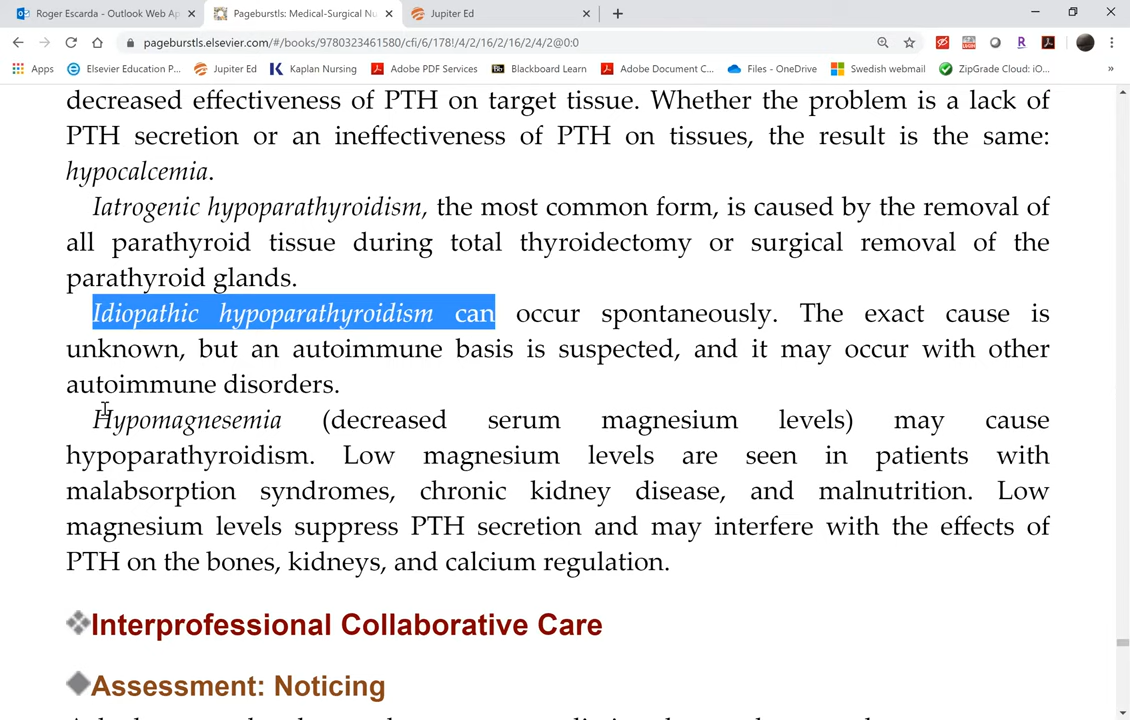 Roger Escarda - Outlook Web Ap
Pageburstls: Medical-Surgical Nu
Jupiter Ed
pageburstls.elsevier.com/#/books/9780323461580/cfi/6/178!/4/2/16/2/16/2/4/2@0:0
Apps
Elsevier Education P...
Jupiter Ed
Kaplan Nursing
Adobe PDF Services
Blackboard Learn
Adobe Document C...
Files - OneDrive
Swedish webmail
ZipGrade Cloud: iO...
»
decreased effectiveness of PTH on target tissue. Whether the problem is a lack of
PTH secretion or an ineffectiveness of PTH on tissues, the result is the same:
hypocalcemia.
Iatrogenic hypoparathyroidism, the most common form, is caused by the removal of
all parathyroid tissue during total thyroidectomy or surgical removal of the
parathyroid glands.
Idiopathic hypoparathyroidism can occur spontaneously. The exact cause is
unknown, but an autoimmune basis is suspected, and it may occur with other
autoimmune disorders.
Hypomagnesemia (decreased serum magnesium levels) may cause
hypoparathyroidism. Low magnesium levels are seen in patients with
malabsorption syndromes, chronic kidney disease, and malnutrition. Low
magnesium levels suppress PTH secretion and may interfere with the effects of
PTH on the bones, kidneys, and calcium regulation.
Interprofessional Collaborative Care
Assessment: Noticing